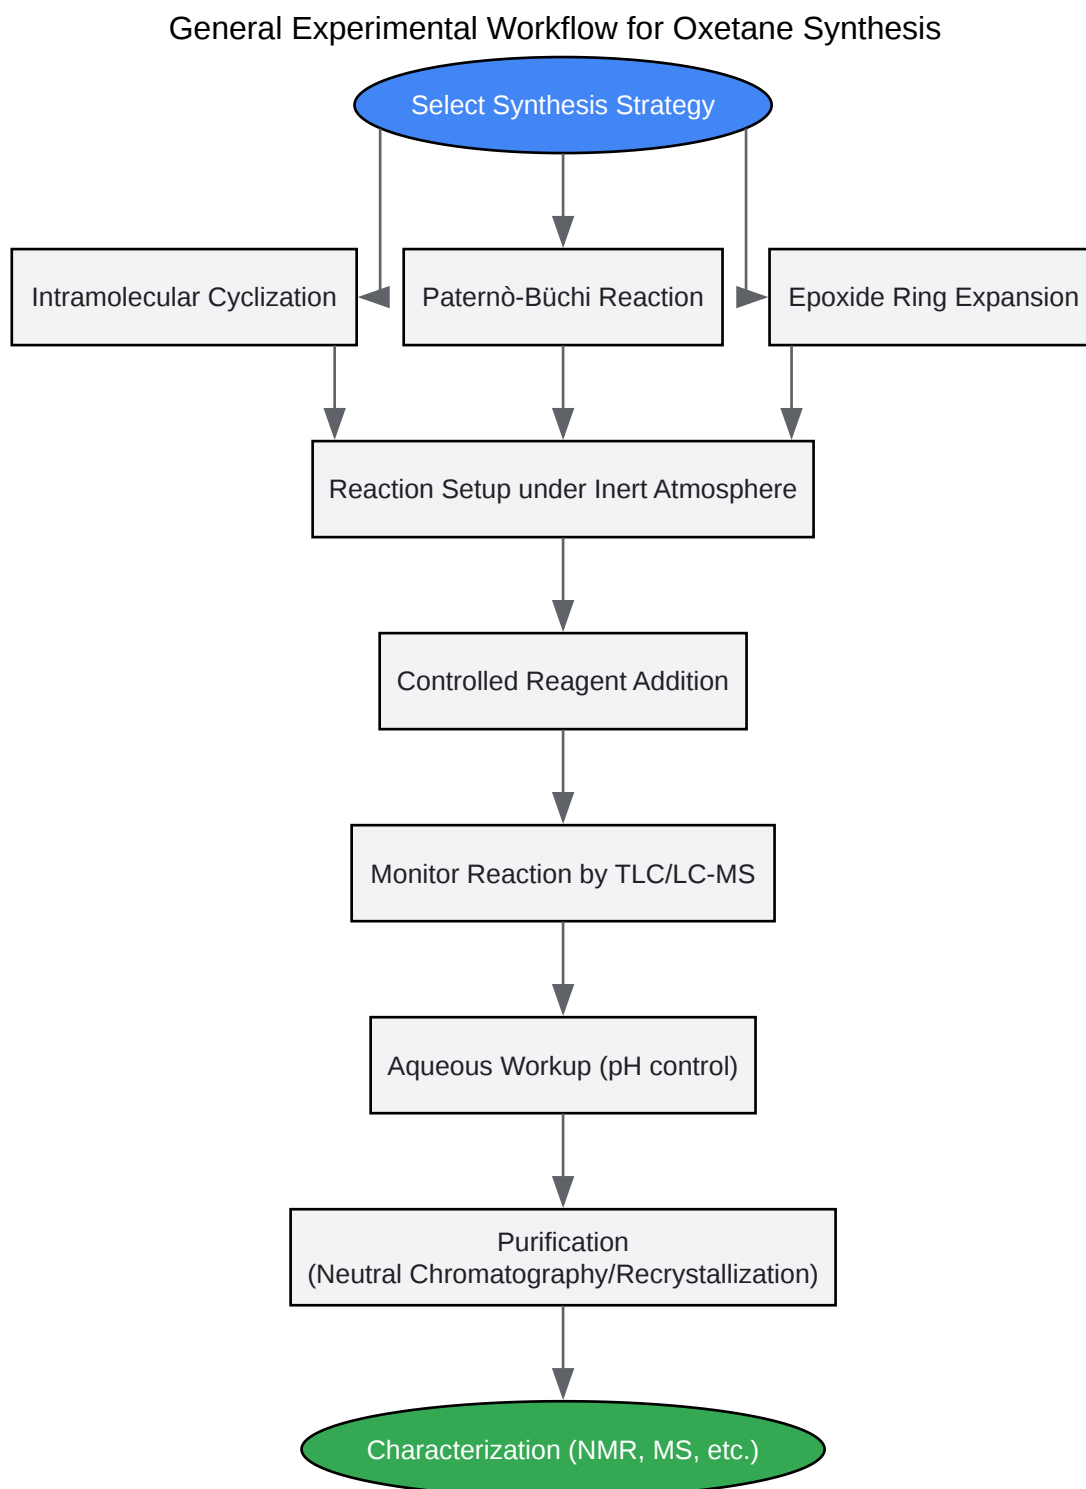 General Experimental Workflow for Oxetane Synthesis
Select Synthesis Strategy
Intramolecular Cyclization
Paternò-Büchi Reaction
Epoxide Ring Expansion
Reaction Setup under Inert Atmosphere
Controlled Reagent Addition
Monitor Reaction by TLC/LC-MS
Aqueous Workup (pH control)
Purification
(Neutral Chromatography/Recrystallization)
Characterization (NMR, MS, etc.)